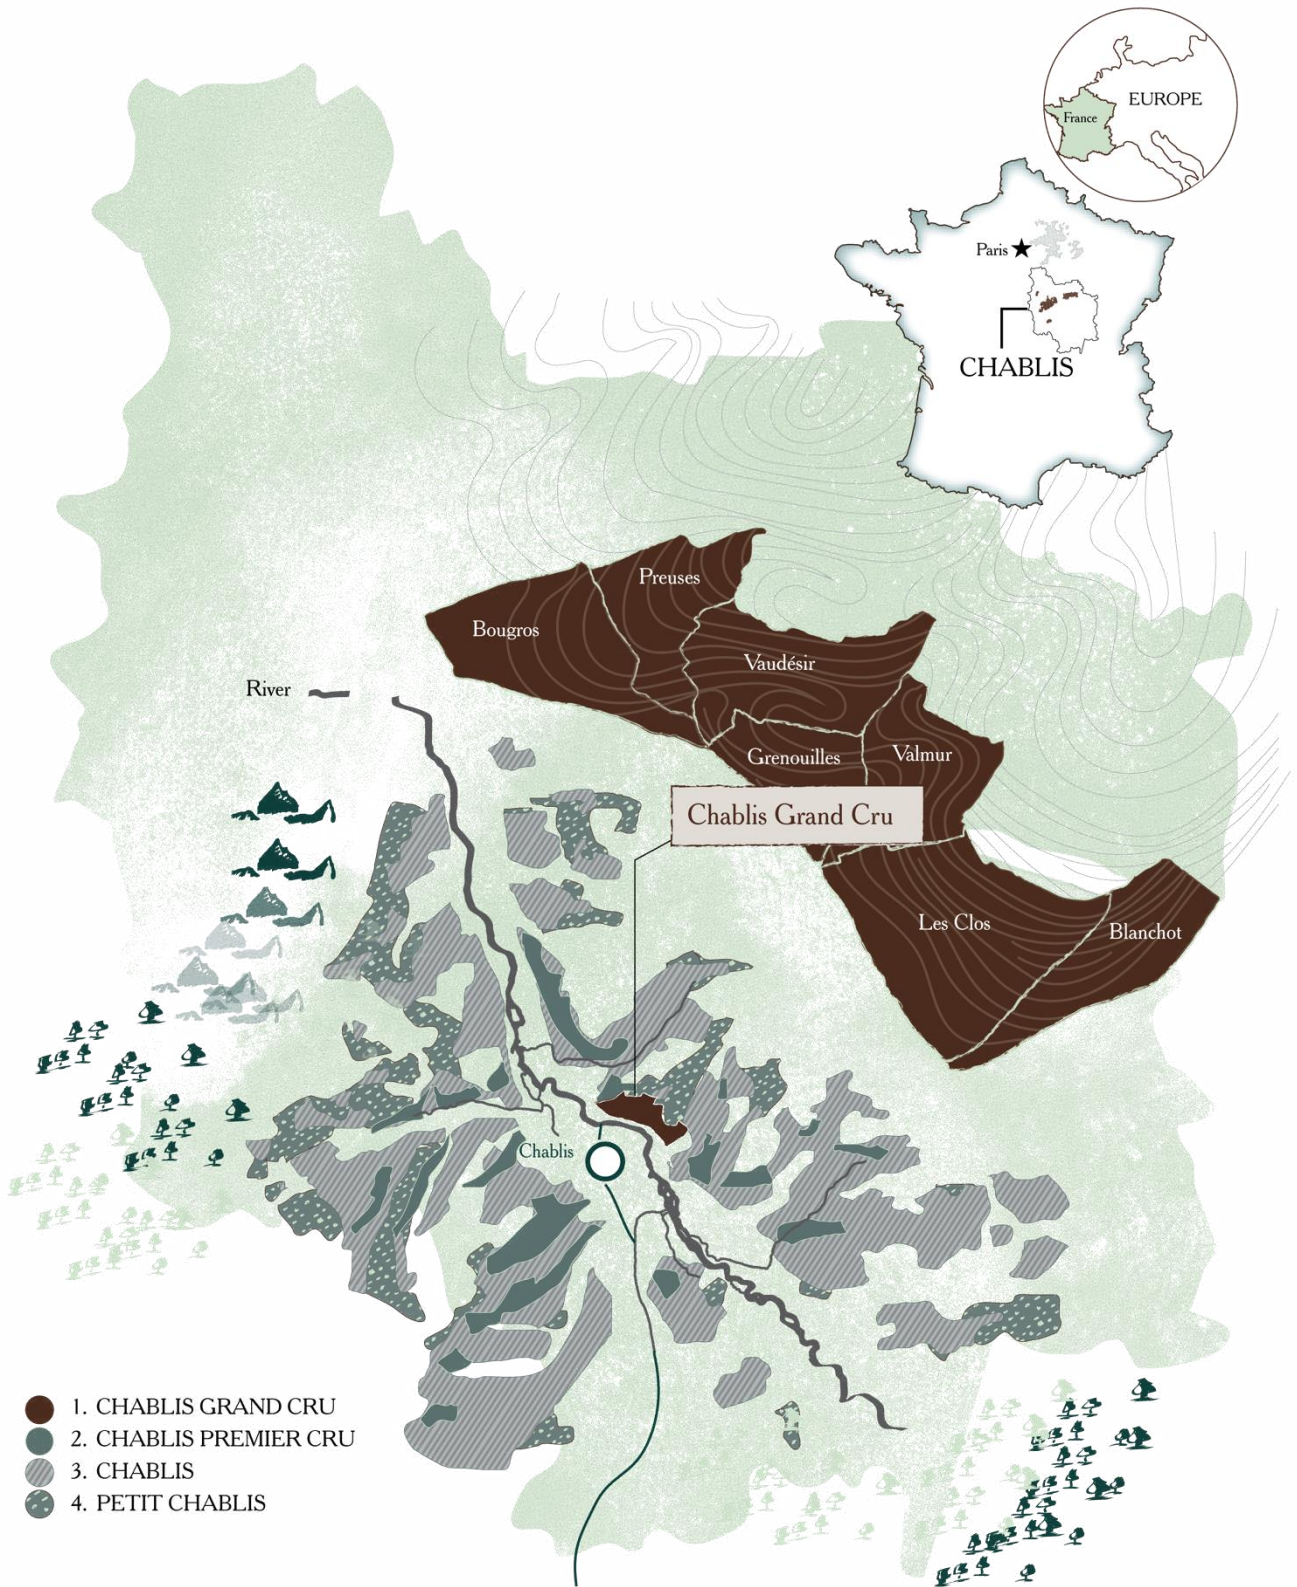 EUROPE
France
Paris
CHABLIS
Preuses
Bougros
Vaudésir
River
Grenouilles
Valmur
Chablis Grand Cru
Les Clos
Blanchot
Chablis
1. CHABLIS GRAND CRU
2. CHABLIS PREMIER CRU
3. CHABLIS
4. PETIT CHABLIS